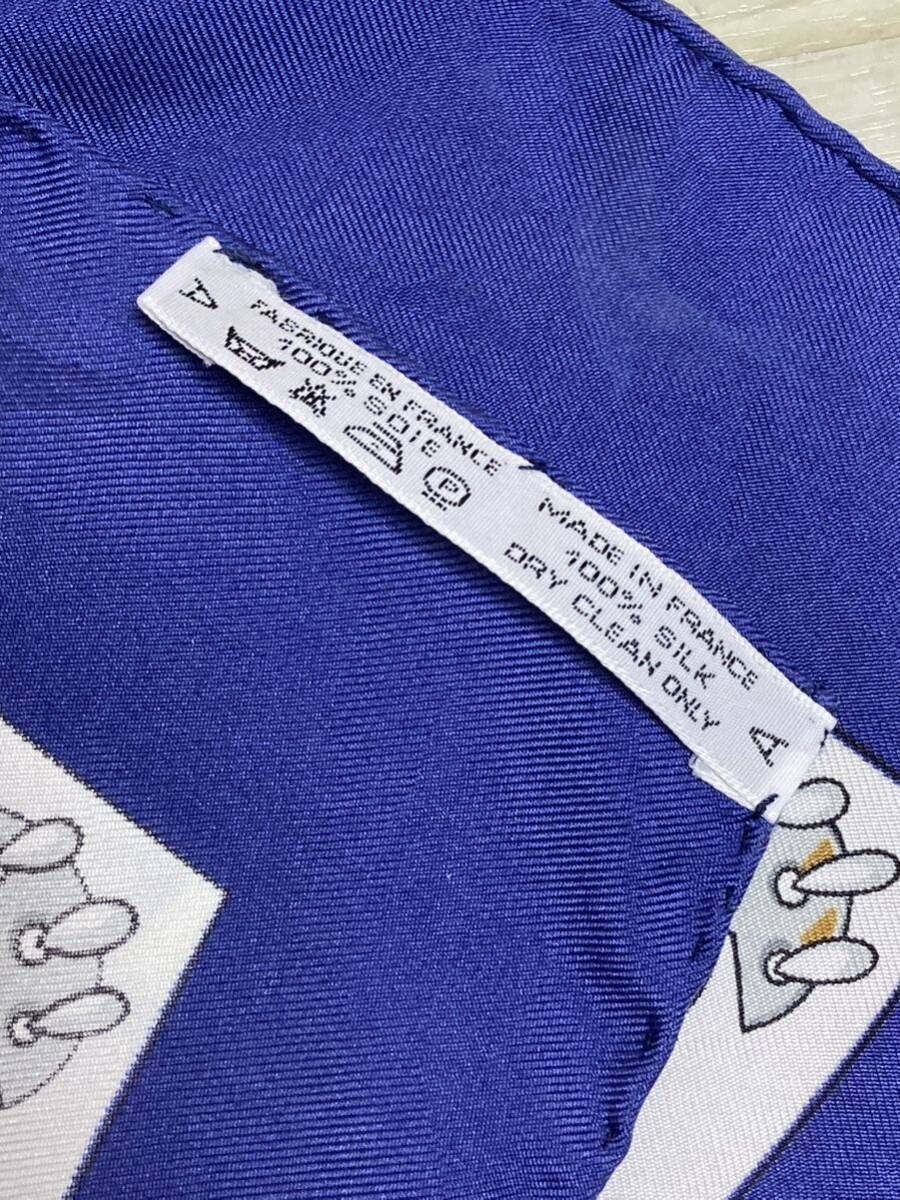 A
FABRIQUE EN FRANCE
100% SOIE
P
MADE IN FRANCE
100% SILK
DRY CLEAN ONLY
A